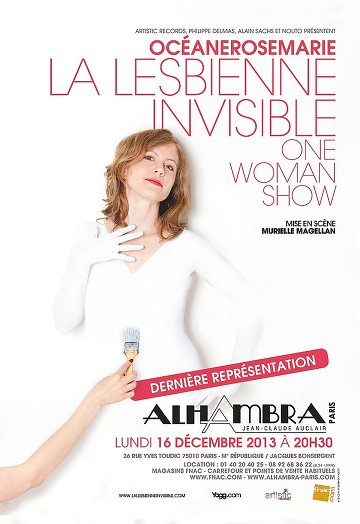 ARTISTIC RECORDS, PHILIPPE DELMAS, ALAIN SACHS ET NOUTO PRÉSENTENT
OCÉANEROSEMARIE
LA LESBIENNE
INVISIBLE
ONE
WOMAN
SHOW
MISE EN SCÈNE
MURIELLE MAGELLAN
DERNIÈRE REPRÉSENTATION
ALHAMBRA
PARIS
JEAN-CLAUDE AUCLAIR
LUNDI 16 DÉCEMBRE 2013 À 20H30
26 RUE YVES TOUDIC 75010 PARIS - M° RÉPUBLIQUE / JACQUES BONSERGENT
LOCATION : 01 40 20 40 25 - 08 92 68 36 22
MAGASINS FNAC - CARREFOUR ET POINTS DE VENTE HABITUELS
WWW.FNAC.COM - WWW.ALHAMBRA-PARIS.COM
WWW.LALESBIENNEINVISIBLE.COM
Yagg.com
artistic
fnac